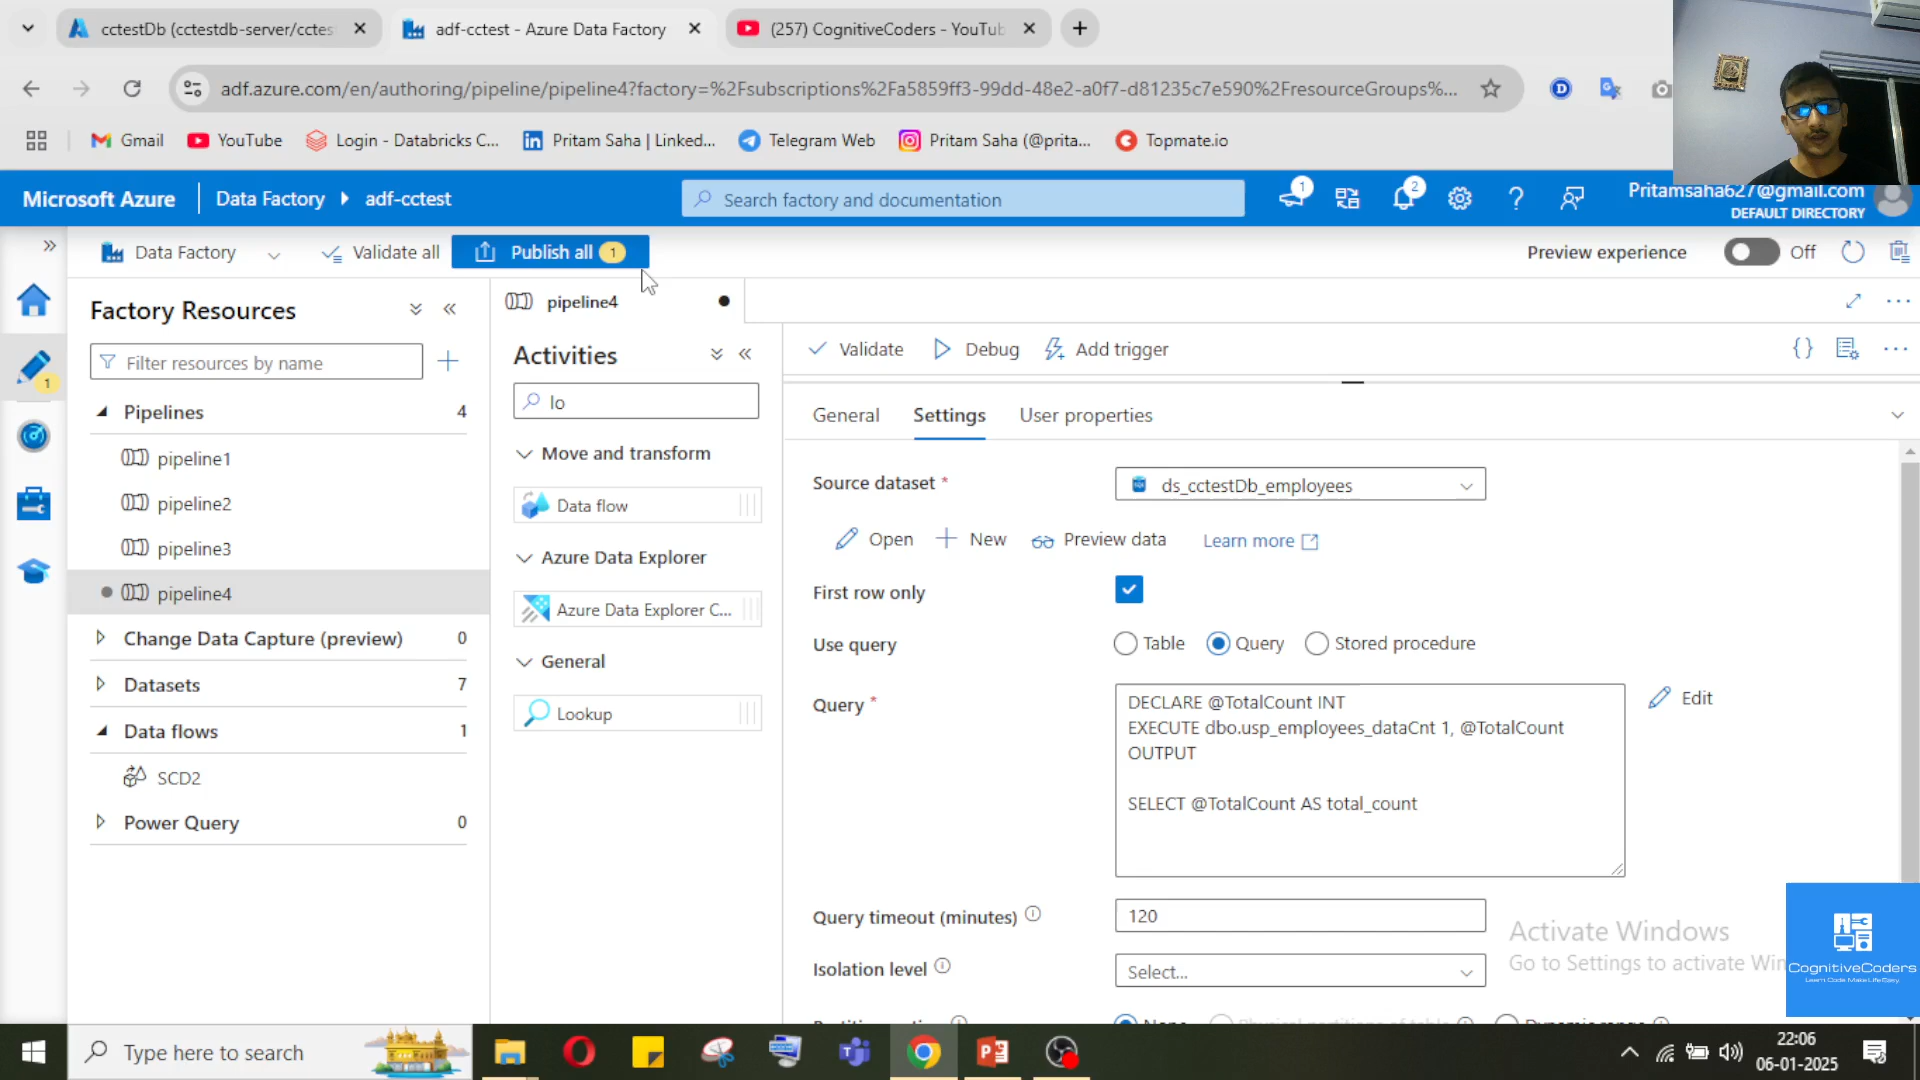 cctestDb (cctestdb-server/cctes
adf-cctest - Azure Data Factory
(257) CognitiveCoders - YouTub
adf.azure.com/en/authoring/pipeline/pipeline4?factory=%2Fsubscriptions%2Fa5859ff3-99dd-48e2-a0f7-d81235c7e590%2FresourceGroups%...
Gmail
YouTube
Login - Databricks C...
Pritam Saha | Linked...
Telegram Web
Pritam Saha (@prita...
Topmate.io
Microsoft Azure
Data Factory
adf-cctest
Search factory and documentation
1
2
Pritamsaha627@gmail.com
DEFAULT DIRECTORY
Data Factory
Validate all
Publish all 1
Preview experience
Off
Factory Resources
pipeline4
Activities
Validate
Debug
Add trigger
Filter resources by name
1
lo
Pipelines 4
pipeline1
pipeline2
pipeline3
pipeline4
Change Data Capture (preview) 0
Datasets 7
Data flows 1
SCD2
Power Query 0
Move and transform
Data flow
Azure Data Explorer
Azure Data Explorer C...
General
Lookup
General
Settings
User properties
Source dataset *
ds_cctestDb_employees
Open
New
Preview data
Learn more
First row only
Use query
Table
Query
Stored procedure
Query *
DECLARE @TotalCount INT
EXECUTE dbo.usp_employees_dataCnt 1, @TotalCount
OUTPUT
SELECT @TotalCount AS total_count
Edit
Query timeout (minutes)
120
Isolation level
Select...
Activate Windows
Go to Settings to activate Win
CognitiveCoders
Learn Code Make Life Easy
Type here to search
22:06
06-01-2025